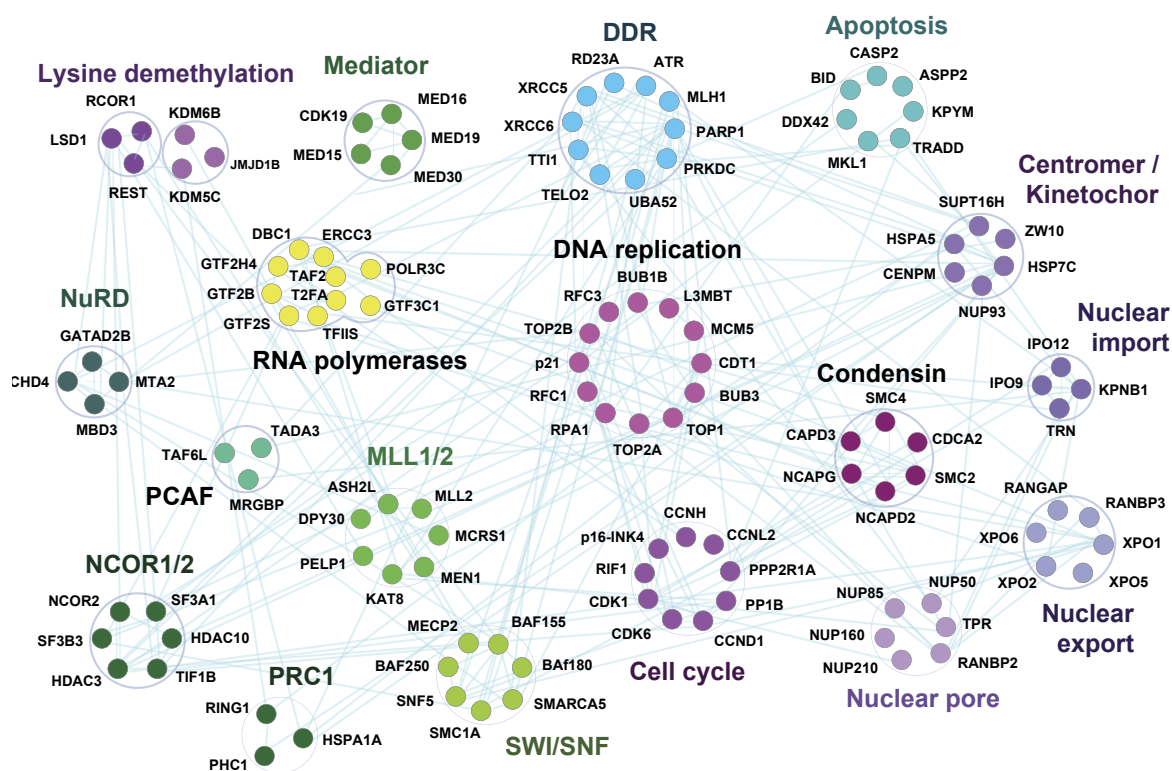 DDR
Apoptosis
Lysine demethylation
Mediator
RCOR1
KDM6B
LSD1
JMJD1B
REST
KDM5C
CDK19
MED16
MED19
MED15
MED30
RD23A
ATR
XRCC5
MLH1
XRCC6
PARP1
TTI1
PRKDC
TELO2
UBA52
CASP2
BID
ASPP2
KPYM
DDX42
TRADD
MKL1
Centromer /
Kinetochor
SUPT16H
ZW10
HSPA5
HSP7C
CENPM
NUP93
DBC1
ERCC3
GTF2H4
TAF2
POLR3C
GTF2B
T2FA
GTF3C1
GTF2S
TFIIS
RNA polymerases
DNA replication
BUB1B
RFC3
L3MBT
TOP2B
MCM5
p21
CDT1
RFC1
BUB3
RPA1
TOP1
TOP2A
NuRD
GATAD2B
CHD4
MTA2
MBD3
Nuclear
import
IPO12
IPO9
KPNB1
TRN
Condensin
SMC4
CAPD3
CDCA2
NCAPG
SMC2
NCAPD2
TADA3
TAF6L
MRGBP
PCAF
MLL1/2
ASH2L
MLL2
DPY30
MCRS1
PELP1
MEN1
KAT8
RANGAP
RANBP3
XPO6
XPO1
XPO2
XPO5
Nuclear
export
CCNH
p16-INK4
CCNL2
RIF1
PPP2R1A
CDK1
PP1B
CDK6
CCND1
Cell cycle
NUP50
NUP85
TPR
NUP160
RANBP2
NUP210
Nuclear pore
NCOR1/2
NCOR2
SF3A1
SF3B3
HDAC10
HDAC3
TIF1B
PRC1
RING1
HSPA1A
PHC1
MECP2
BAF155
BAF250
BAf180
SNF5
SMARCA5
SMC1A
SWI/SNF